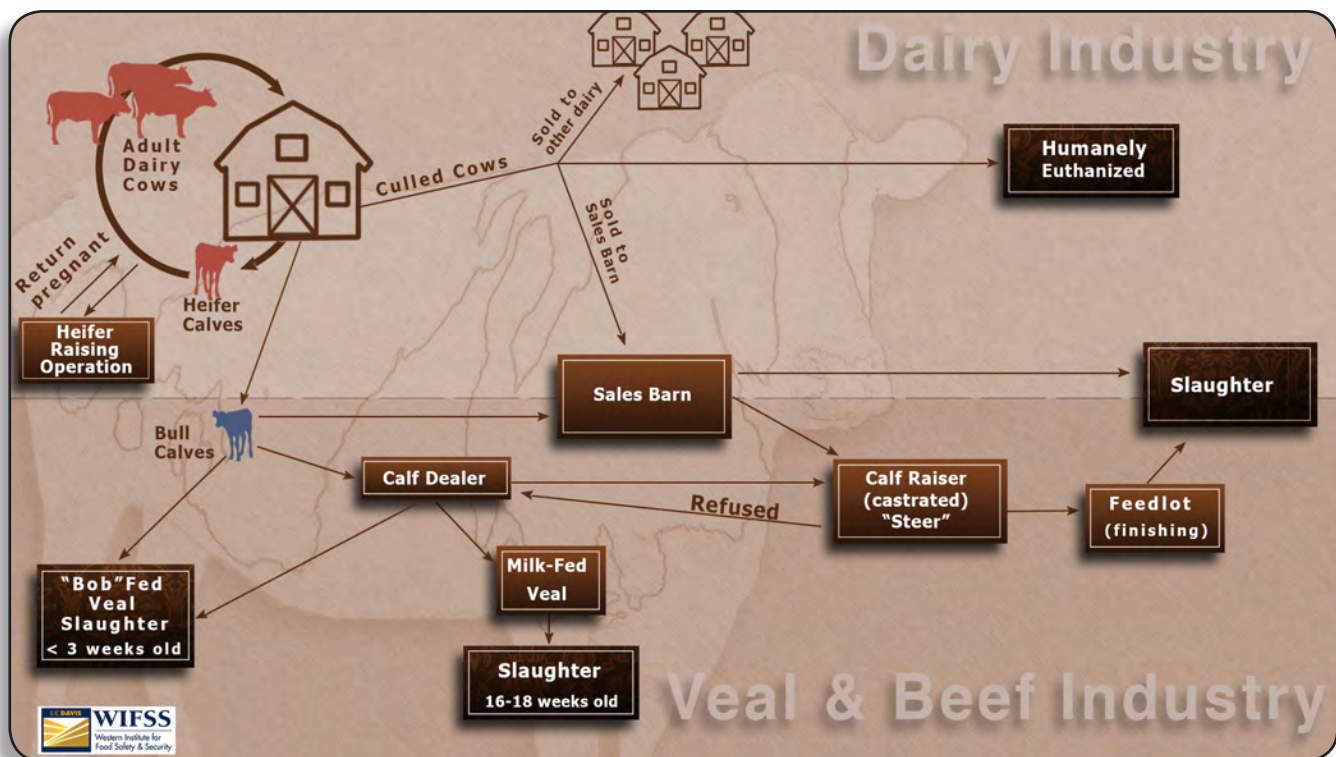 Dairy Industry
Adult
Dairy
Cows
Culled Cows
Sold to
other dairy
Humanely
Euthanized
Sold to
Sales Barn
Return
pregnant
Heifer
Calves
Heifer
Raising
Operation
Sales Barn
Slaughter
Bull
Calves
Calf Dealer
Refused
Calf Raiser
(castrated)
"Steer"
Feedlot
(finishing)
"Bob"Fed
Veal
Slaughter
< 3 weeks old
Milk-Fed
Veal
Slaughter
16-18 weeks old
Veal & Beef Industry
UC DAVIS
WIFSS
Western Institute for
Food Safety & Security